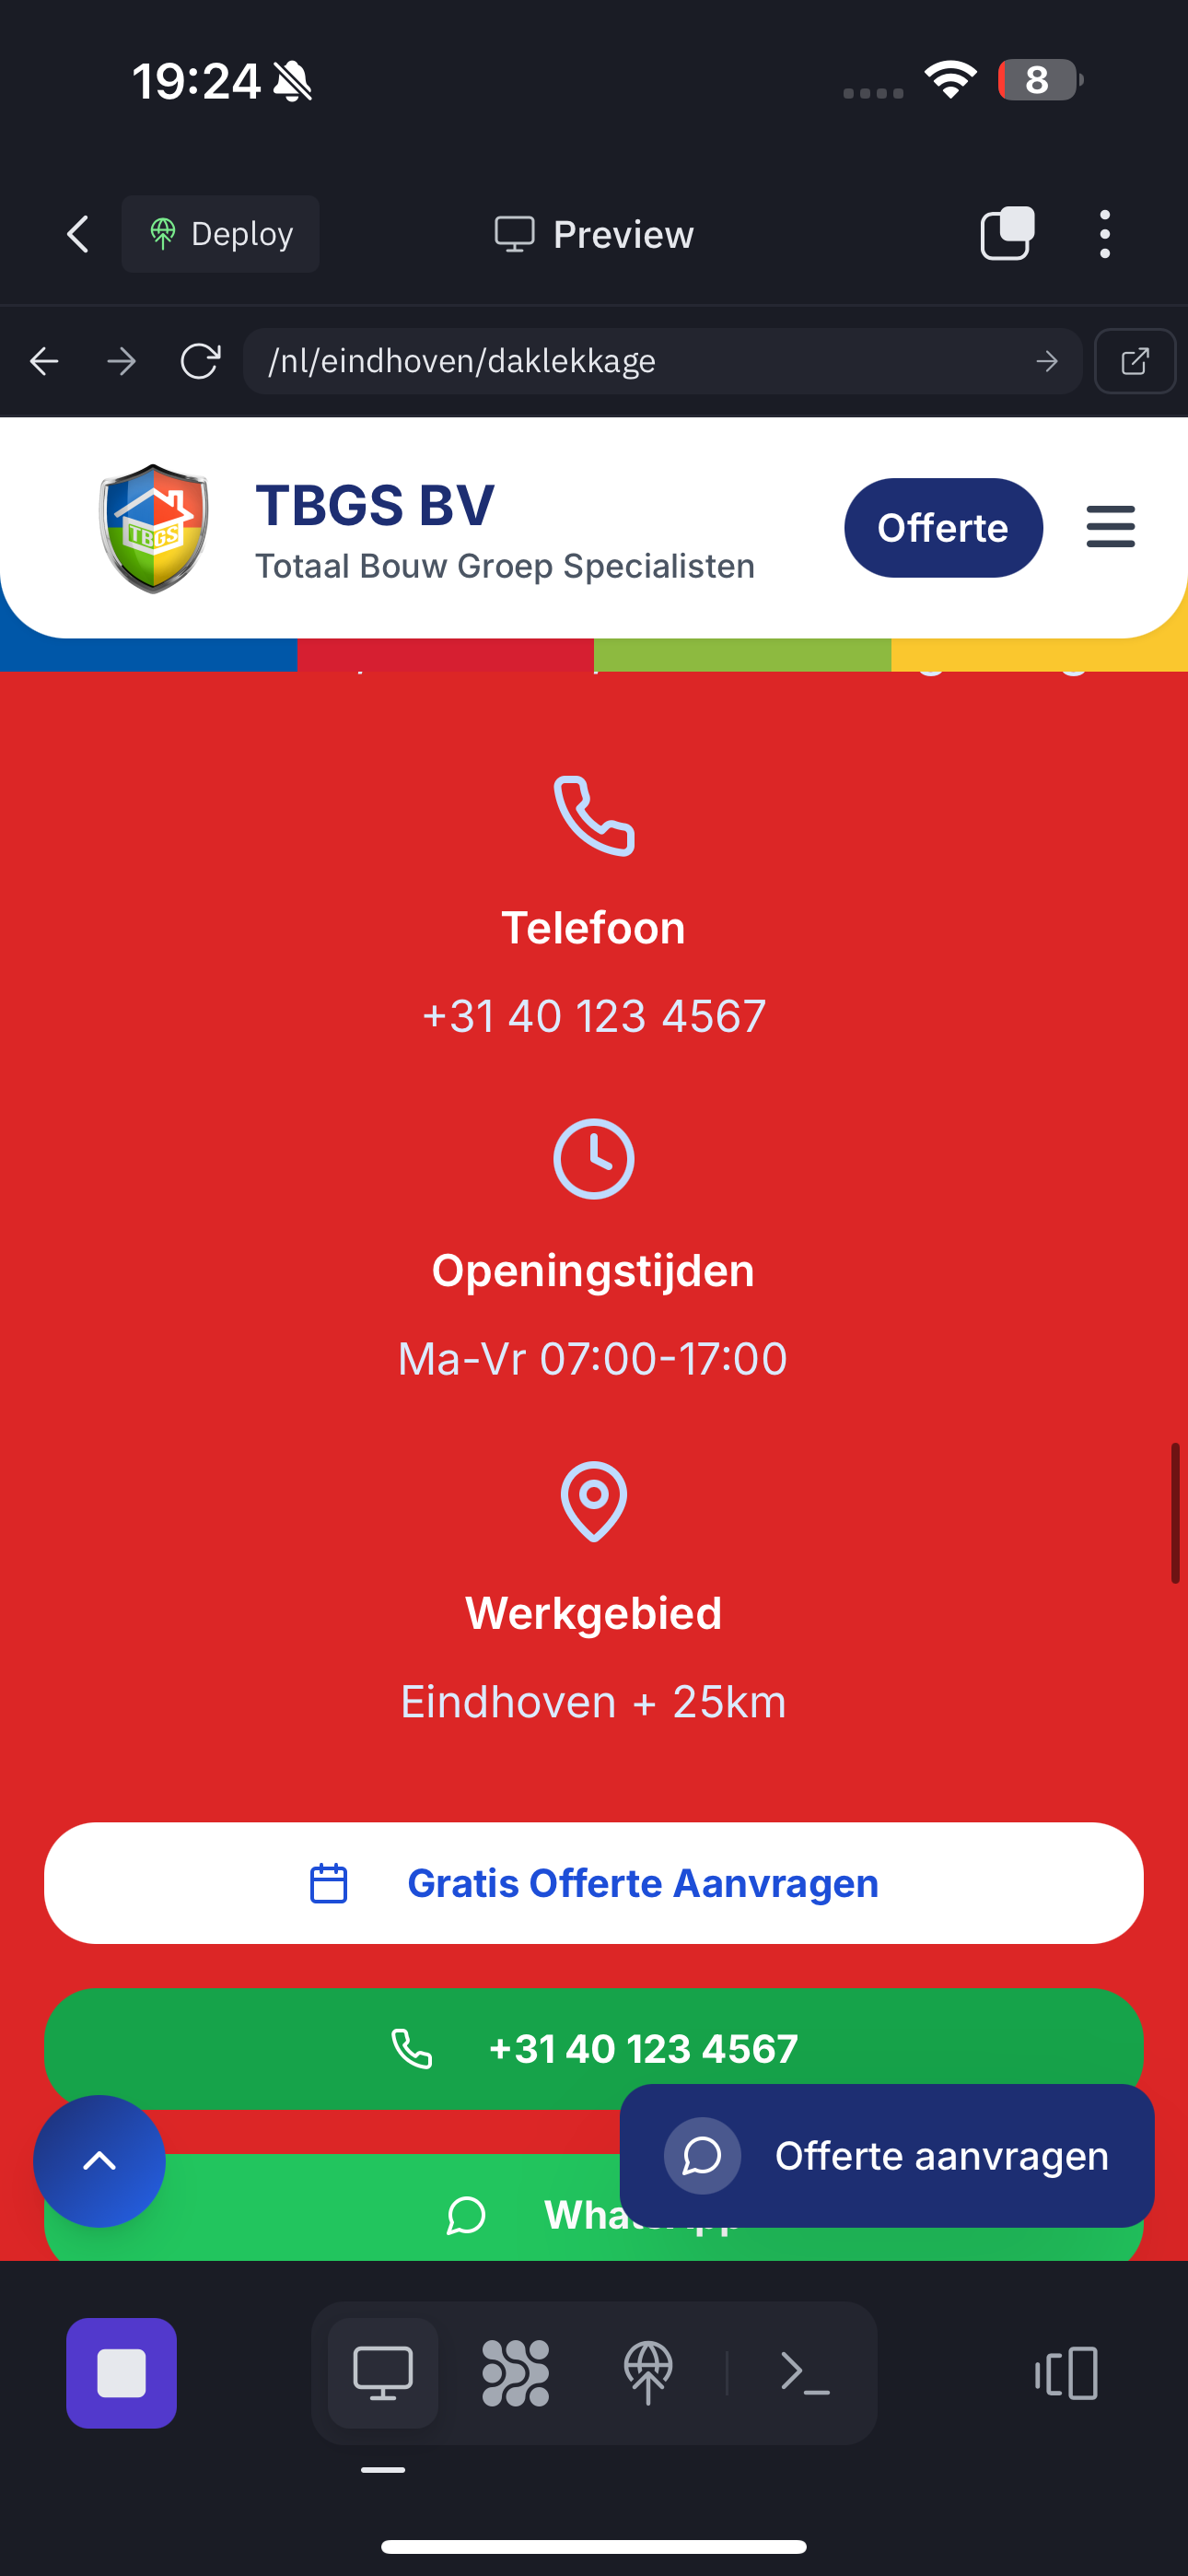 19:24
8
Deploy
Preview
/nl/eindhoven/daklekkage
TBGS
TBGS BV
Totaal Bouw Groep Specialisten
Offerte
Telefoon
+31 40 123 4567
Openingstijden
Ma-Vr 07:00-17:00
Werkgebied
Eindhoven + 25km
Gratis Offerte Aanvragen
+31 40 123 4567
Offerte aanvragen
WhatsApp